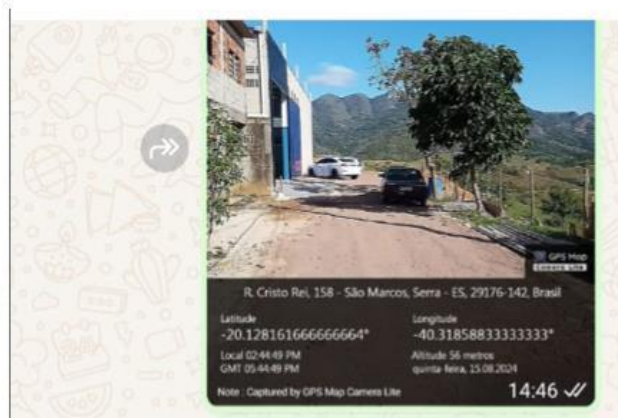 GPS Map
Camera Lite
R. Cristo Rei, 158 - São Marcos, Serra - ES, 29176-142, Brasil
Latitude
-20.128161666666664°
Longitude
-40.31858833333333°
Local 02:44:49 PM
GMT 05:44:49 PM
Altitude 56 metros
quinta-feira, 15.08.2024
Note : Captured by GPS Map Camera Lite
14:46